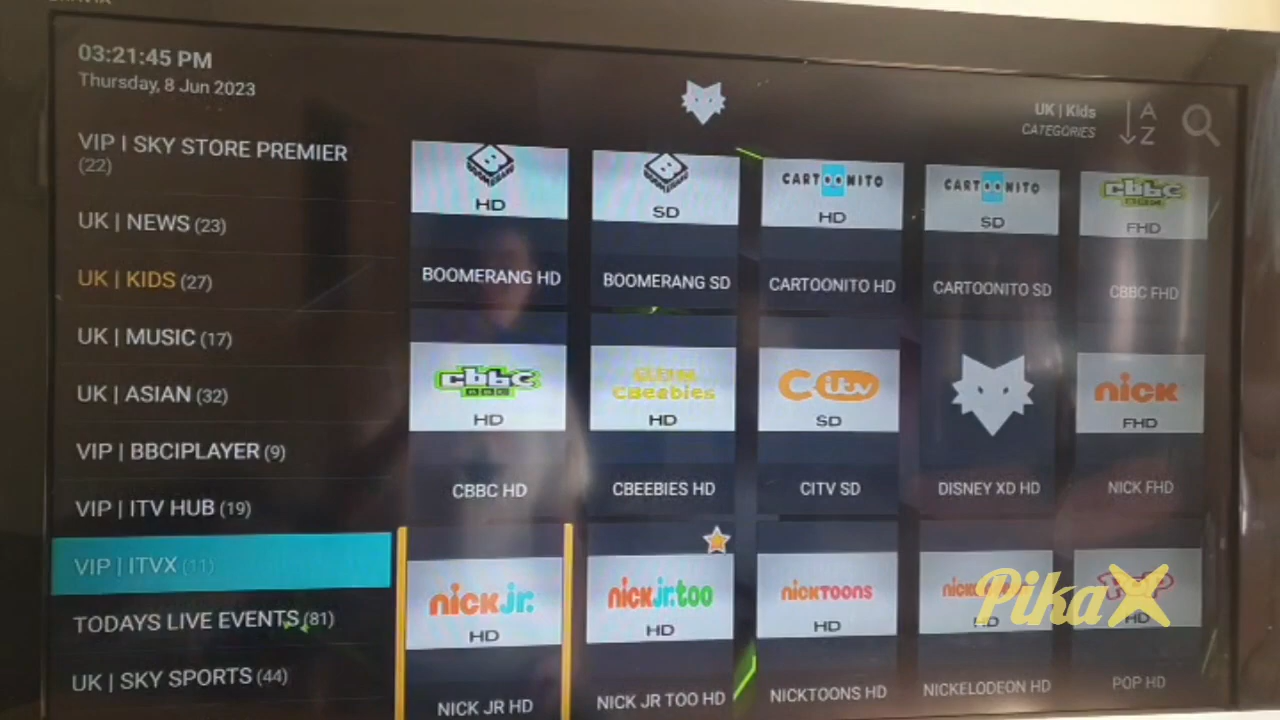 03:21:45 PM
Thursday, 8 Jun 2023
UK | Kids
CATEGORIES
A
Z
VIP I SKY STORE PREMIER
(22)
UK | NEWS (23)
UK | KIDS (27)
UK | MUSIC (17)
UK | ASIAN (32)
VIP | BBCIPLAYER (9)
VIP | ITV HUB (19)
VIP | ITVX (11)
TODAYS LIVE EVENTS (81)
UK | SKY SPORTS (44)
HD
SD
CARTOONITO HD
CARTOONITO SD
cbbc FHD
BOOMERANG HD
BOOMERANG SD
CARTOONITO HD
CARTOONITO SD
CBBC FHD
cbbc HD
CBeebies HD
Citv SD
nick FHD
CBBC HD
CBEEBIES HD
CITV SD
DISNEY XD HD
NICK FHD
nick jr. HD
nick jr. too HD
nickTOONS HD
HD
POP HD
NICK JR HD
NICK JR TOO HD
NICKTOONS HD
NICKELODEON HD
POP HD
PikaX